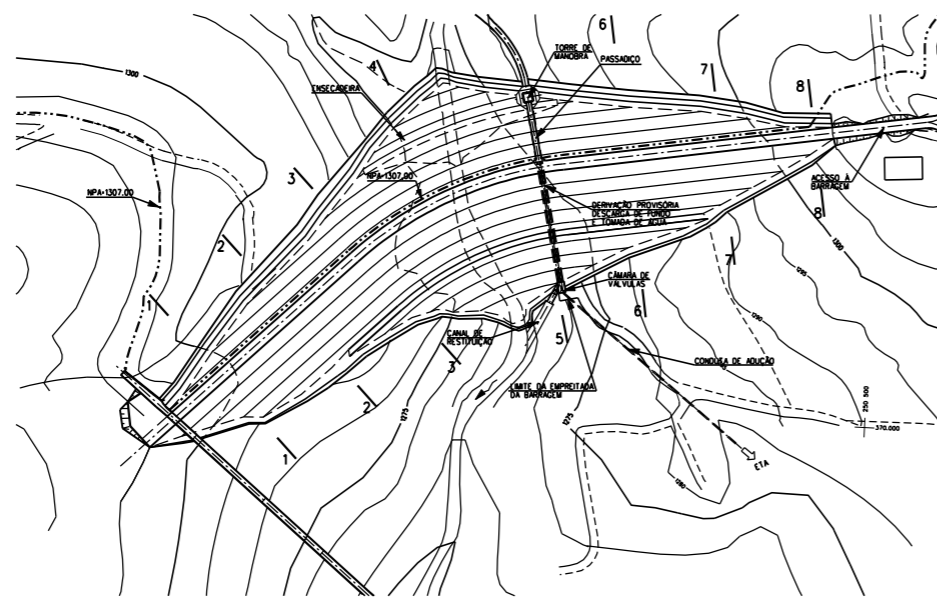 6
TORRE DE
MANOBRA
PASSADIÇO
1300
4
7
8
ENSECADEIRA
3
NPA=1307.00
NPA=1307.00
ACESSO À
BARRAGEM
DERIVAÇÃO PROVISÓRIA
DESCARGA DE FUNDO
E TOMADA DE ÁGUA
8
2
1300
7
1295
CÂMARA DE
VÁLVULAS
1
6
1290
CANAL DE
RESTITUIÇÃO
5
3
CONDUTA DE ADUÇÃO
LIMITE DA EMPREITADA
DA BARRAGEM
2
1275
1275
250 500
370.000
1
ETA
1280